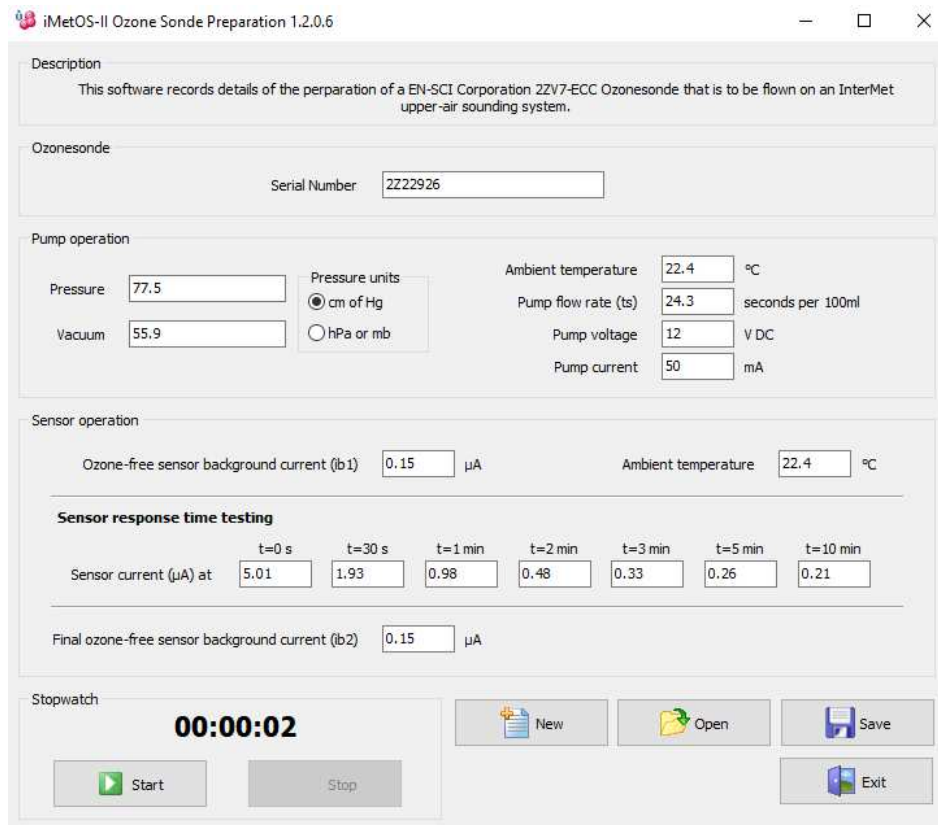 iMetOS-II Ozone Sonde Preparation 1.2.0.6
Description
This software records details of the perparation of a EN-SCI Corporation 2ZV7-ECC Ozonesonde that is to be flown on an InterMet
upper-air sounding system.
Ozonesonde
Serial Number 2Z22926
Pump operation
Pressure 77.5
Vacuum 55.9
Pressure units
cm of Hg
hPa or mb
Ambient temperature 22.4 ºC
Pump flow rate (ts) 24.3 seconds per 100ml
Pump voltage 12 V DC
Pump current 50 mA
Sensor operation
Ozone-free sensor background current (ib1) 0.15 µA Ambient temperature 22.4 ºC
Sensor response time testing
t=0 s t=30 s t=1 min t=2 min t=3 min t=5 min t=10 min
Sensor current (µA) at 5.01 1.93 0.98 0.48 0.33 0.26 0.21
Final ozone-free sensor background current (ib2) 0.15 µA
Stopwatch
00:00:02
Start Stop
New Open Save
Exit